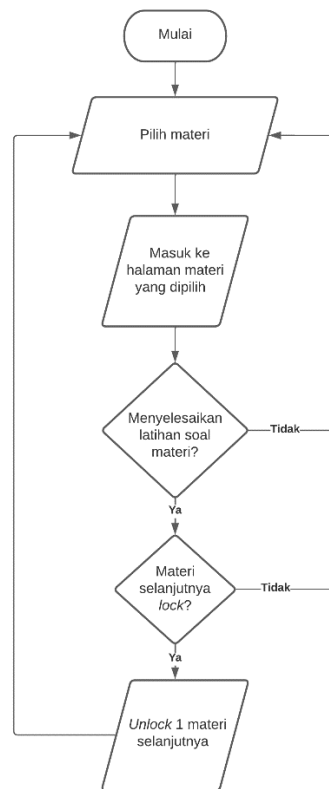 Mulai
Pilih materi
Masuk ke
halaman materi
yang dipilih
Menyelesaikan
latihan soal
materi?
Tidak
Ya
Materi
selanjutnya
lock?
Tidak
Ya
Unlock 1 materi
selanjutnya